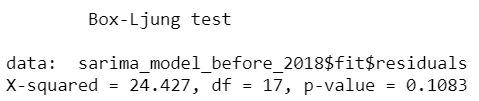 Box-Ljung test
data:  sarima_model_before_2018$fit$residuals
X-squared = 24.427, df = 17, p-value = 0.1083